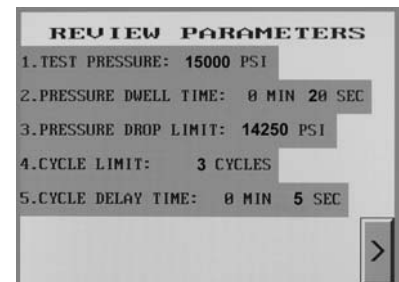 REVIEW PARAMETERS
1.TEST PRESSURE: 15000 PSI
2.PRESSURE DWELL TIME: 0 MIN 20 SEC
3.PRESSURE DROP LIMIT: 14250 PSI
4.CYCLE LIMIT: 3 CYCLES
5.CYCLE DELAY TIME: 0 MIN 5 SEC
>